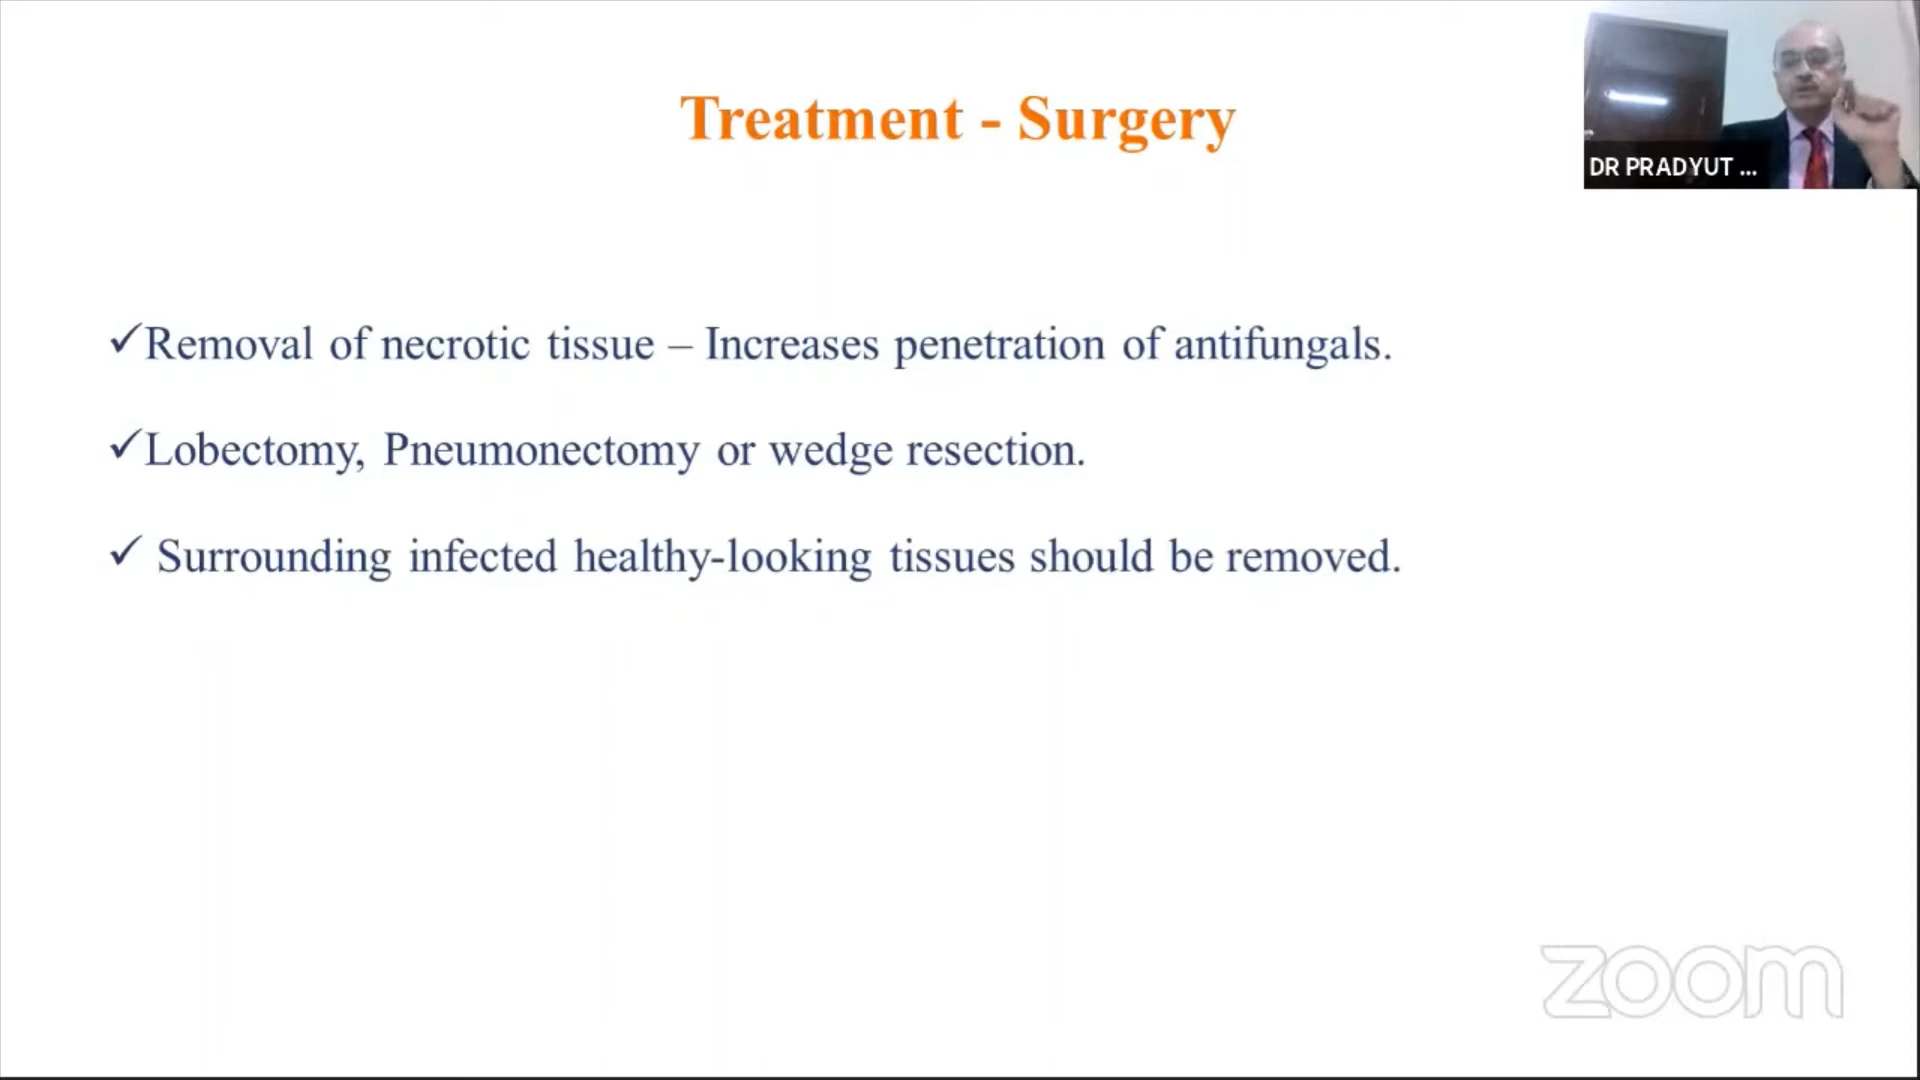 Treatment - Surgery
DR PRADYUT ...
✓Removal of necrotic tissue – Increases penetration of antifungals.
✓Lobectomy, Pneumonectomy or wedge resection.
✓ Surrounding infected healthy-looking tissues should be removed.
zoom